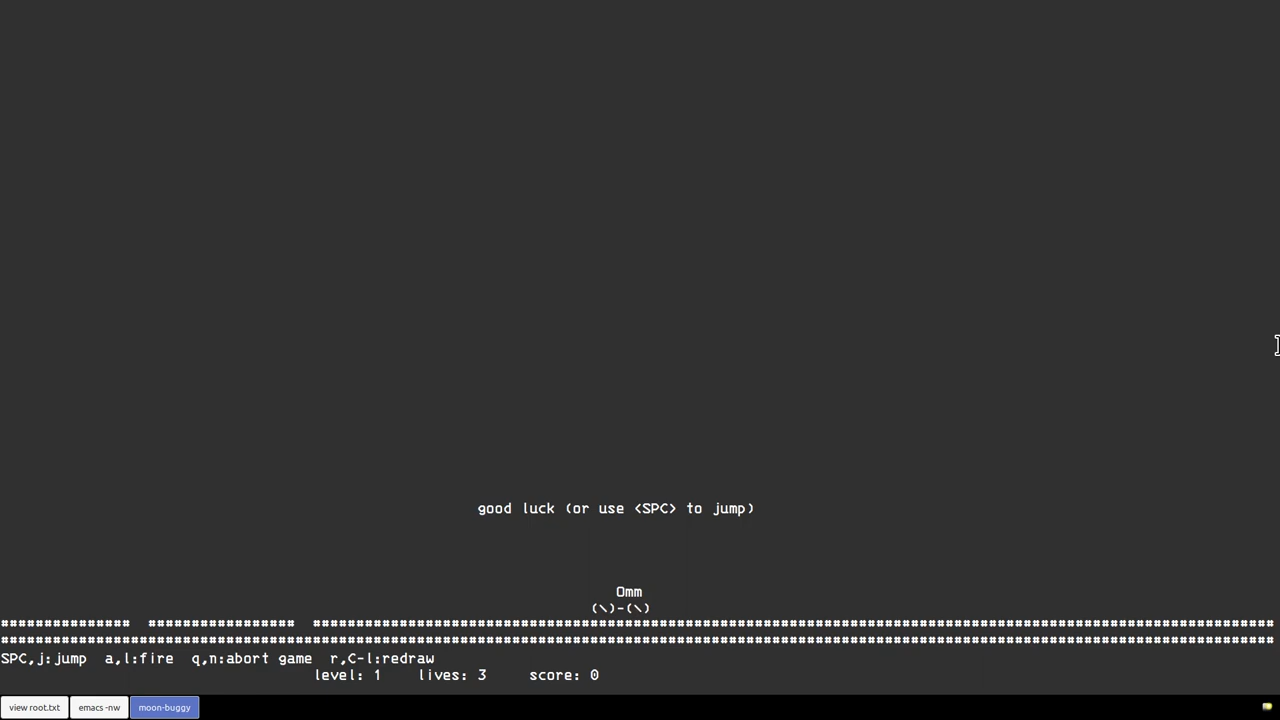 good luck (or use <SPC> to jump)
Omm
(\)-(\)
############### ################# ################################################################################################################
####################################################################################################################################################
SPC,j:jump  a,l:fire  q,n:abort game  r,C-l:redraw
level: 1    lives: 3     score: 0
view root.txt  emacs -nw  moon-buggy